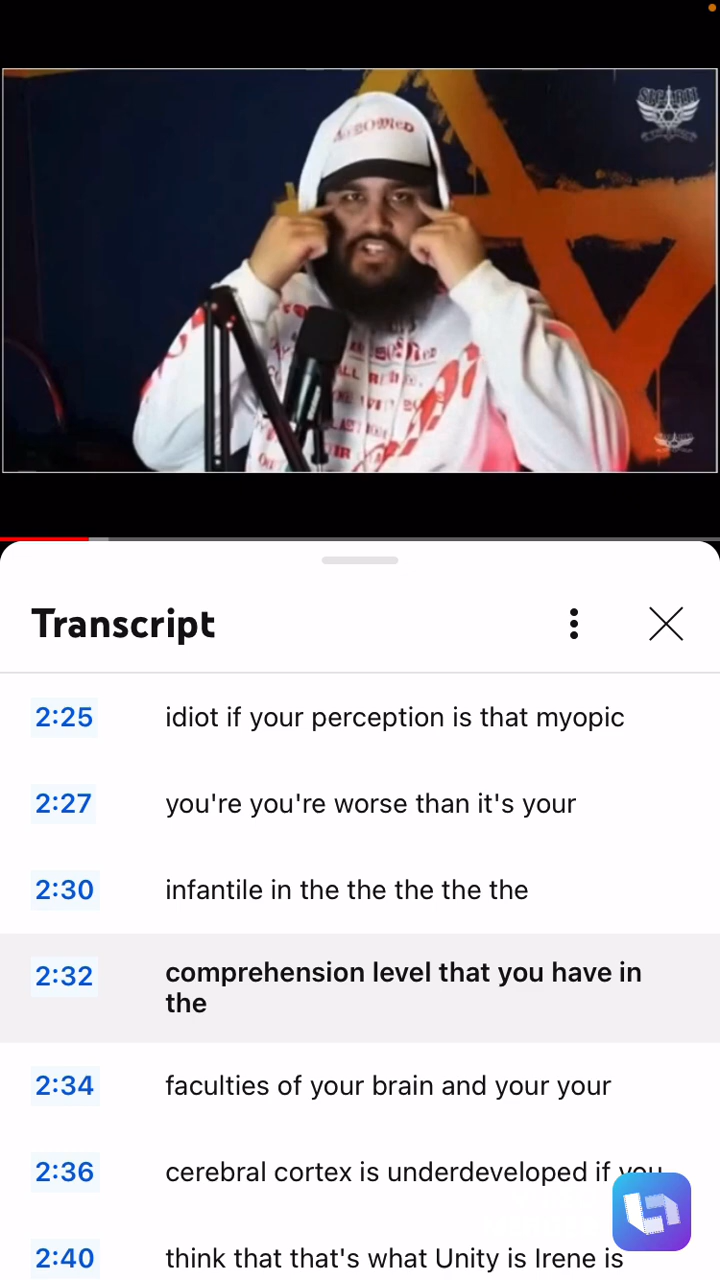 Transcript
2:25 idiot if your perception is that myopic
2:27 you're you're worse than it's your
2:30 infantile in the the the the the
2:32 comprehension level that you have in
the
2:34 faculties of your brain and your your
2:36 cerebral cortex is underdeveloped if you
2:40 think that that's what Unity is Irene is